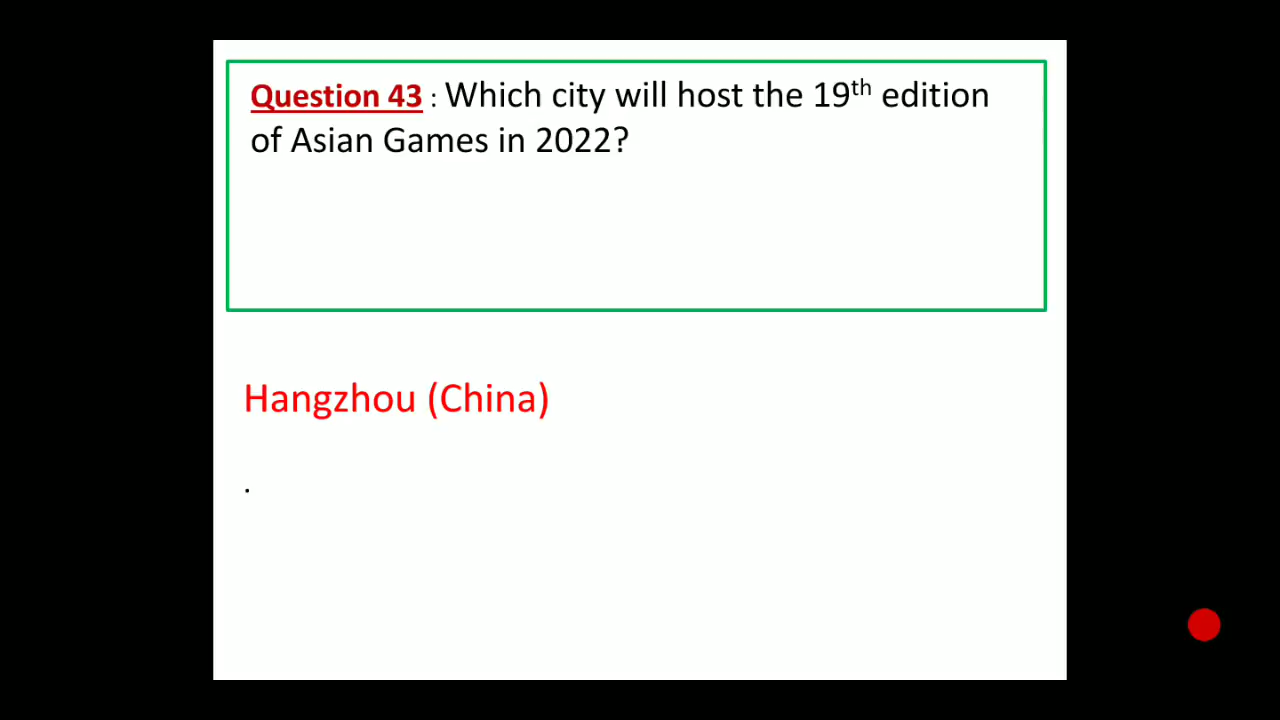 Question 43 : Which city will host the 19th edition
of Asian Games in 2022?
Hangzhou (China)
.